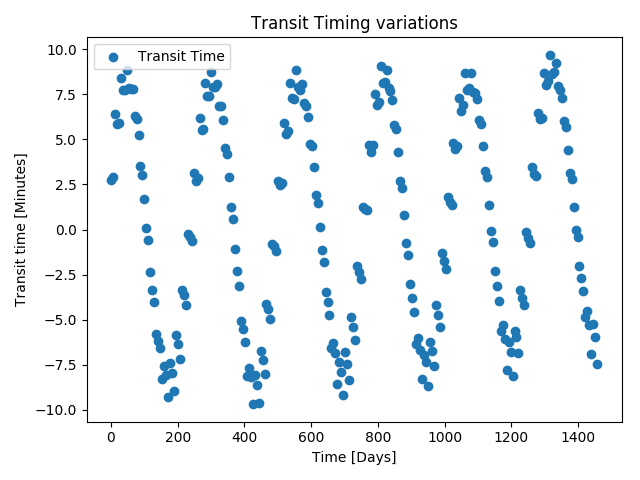 Transit Timing variations
Transit Time
Transit time [Minutes]
10.0
7.5
5.0
2.5
0.0
−2.5
−5.0
−7.5
−10.0
0 200 400 600 800 1000 1200 1400
Time [Days]